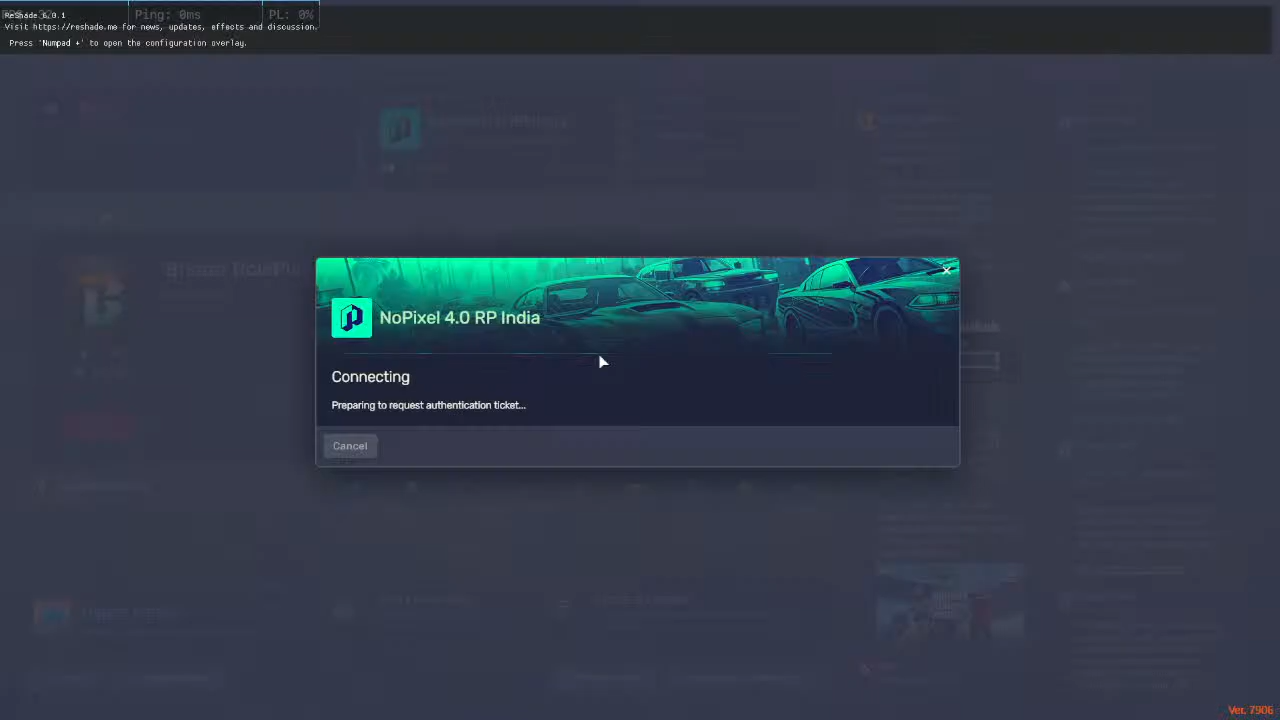 ReShade 6.0.1
Ping: 0ms
PL: 0%
Visit https://reshade.me for news, updates, effects and discussion.
Press 'Numpad +' to open the configuration overlay.
NoPixel 4.0 RP India
Connecting
Preparing to request authentication ticket...
Cancel
Ver. 7906